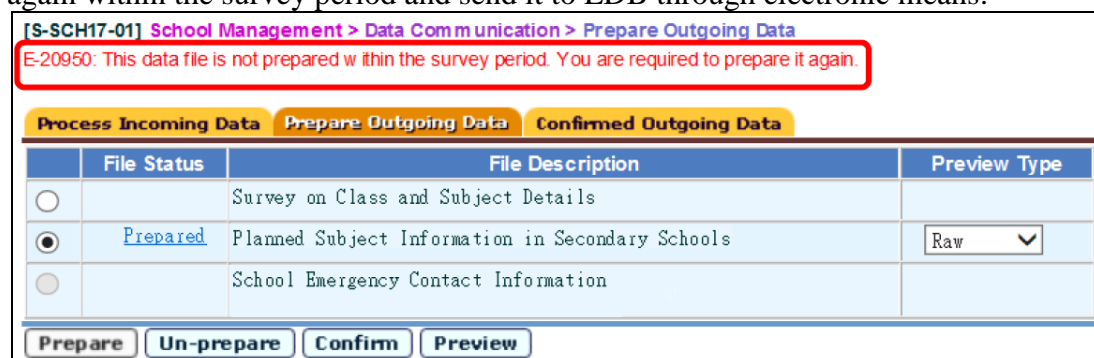 again within the survey period and send it to EDB through electronic means.
[S-SCH17-01] School Management > Data Communication > Prepare Outgoing Data
E-20950: This data file is not prepared within the survey period. You are required to prepare it again.
Process Incoming Data Prepare Outgoing Data Confirmed Outgoing Data
File Status File Description Preview Type
Survey on Class and Subject Details
Prepared Planned Subject Information in Secondary Schools Raw
School Emergency Contact Information
Prepare Un-prepare Confirm Preview